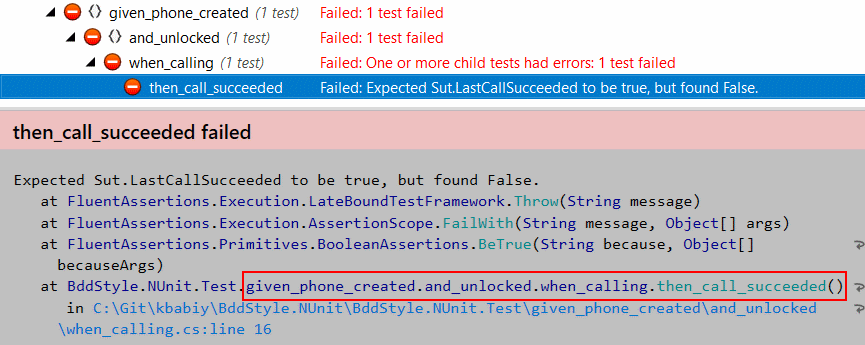 given_phone_created (1 test) Failed: 1 test failed
and_unlocked (1 test) Failed: 1 test failed
when_calling (1 test) Failed: One or more child tests had errors: 1 test failed
then_call_succeeded Failed: Expected Sut.LastCallSucceeded to be true, but found False.
then_call_succeeded failed
Expected Sut.LastCallSucceeded to be true, but found False.
at FluentAssertions.Execution.LateBoundTestFramework.Throw(String message)
at FluentAssertions.Execution.AssertionScope.FailWith(String message, Object[] args)
at FluentAssertions.Primitives.BooleanAssertions.BeTrue(String because, Object[]
becauseArgs)
at BddStyle.NUnit.Test.given_phone_created.and_unlocked.when_calling.then_call_succeeded()
in C:\Git\kbabiy\BddStyle.NUnit\BddStyle.NUnit.Test\given_phone_created\and_unlocked
\when_calling.cs:line 16